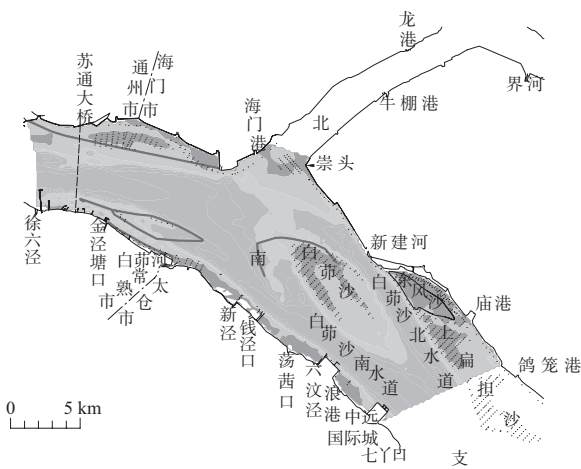 龙港
界河
牛棚港
北
海门市
通州市
苏通大桥
海门港
崇头
徐六泾
金泾塘口
白茆河
常熟市
太仓市
新泾
钱泾口
荡茜口
六汶泾
浪港
中远国际城
七丫口
南
支
白茆沙
白茆沙南水道
白茆沙北水道
新建河
东风沙
庙港
上扁担沙
鸽笼港
0 5 km